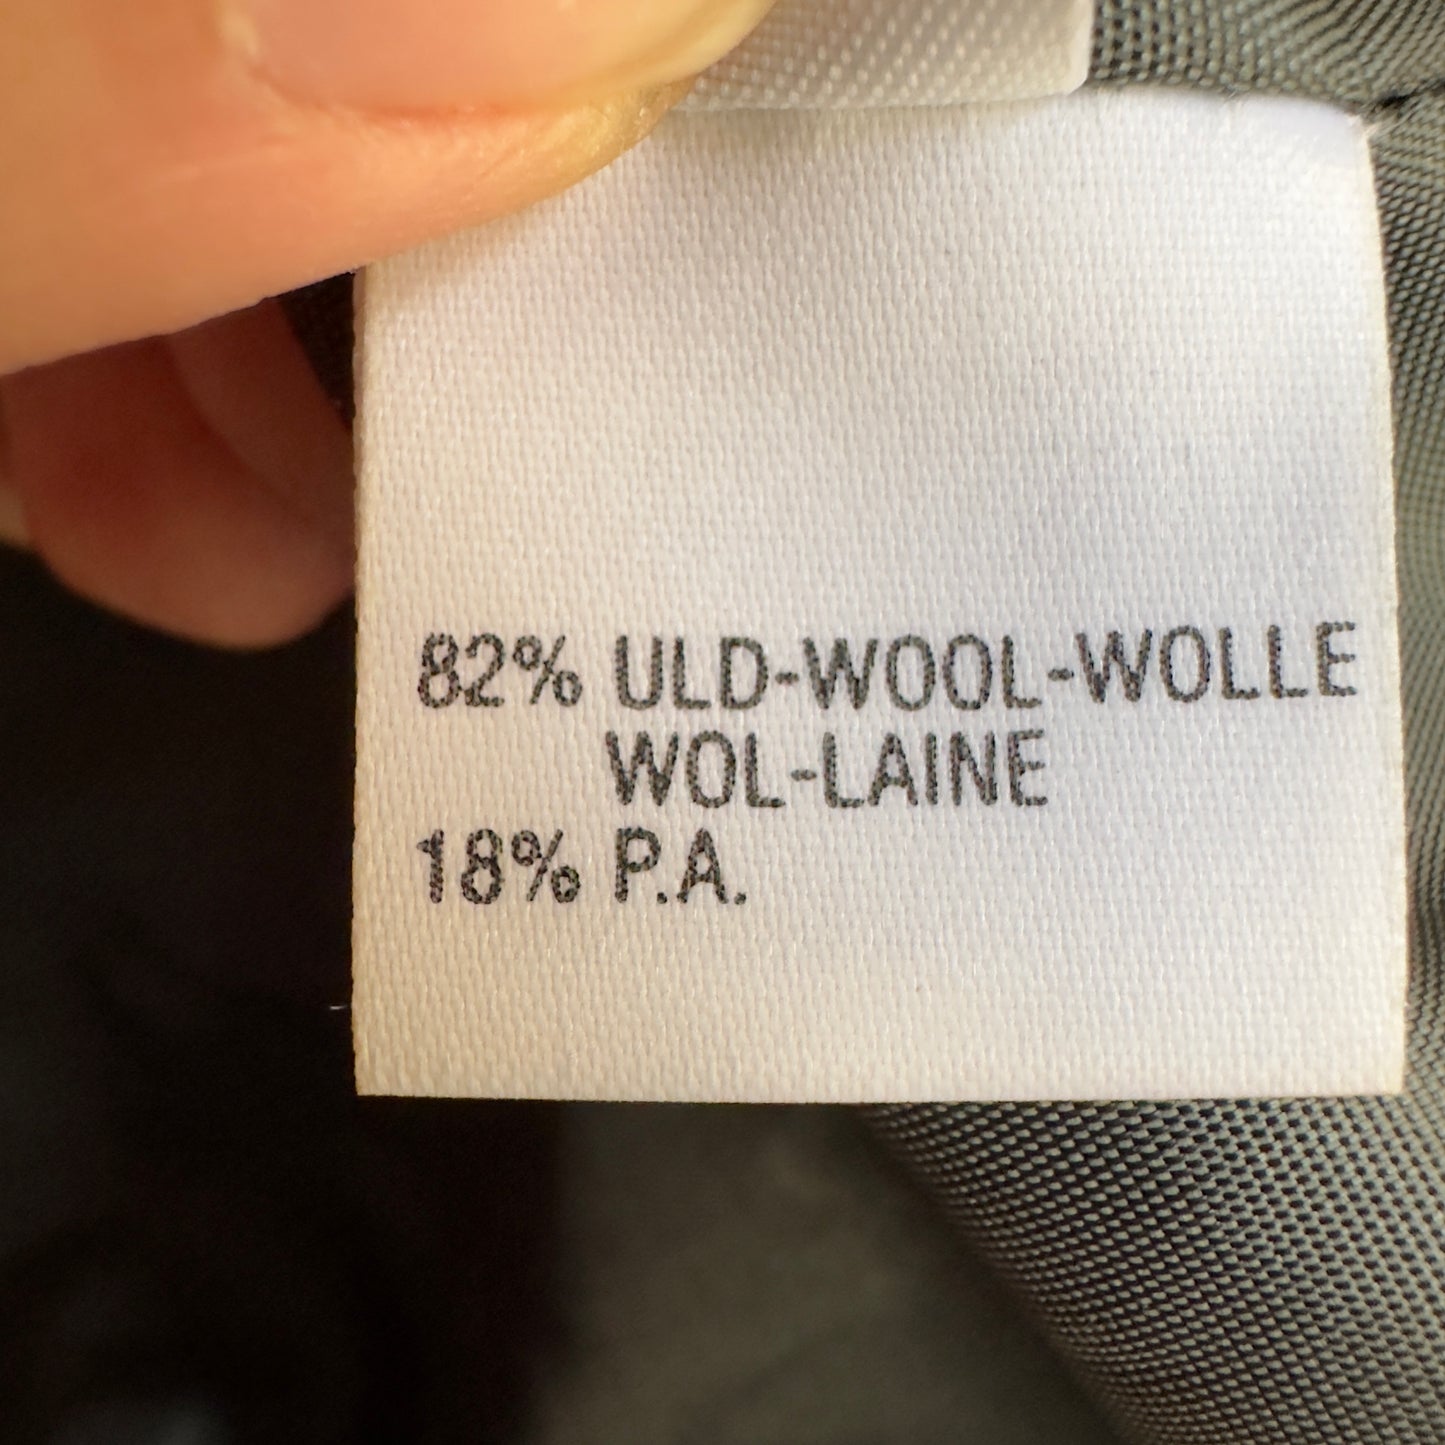 82% ULD-WOOL-WOLLE
WOL-LAINE
18% P.A.